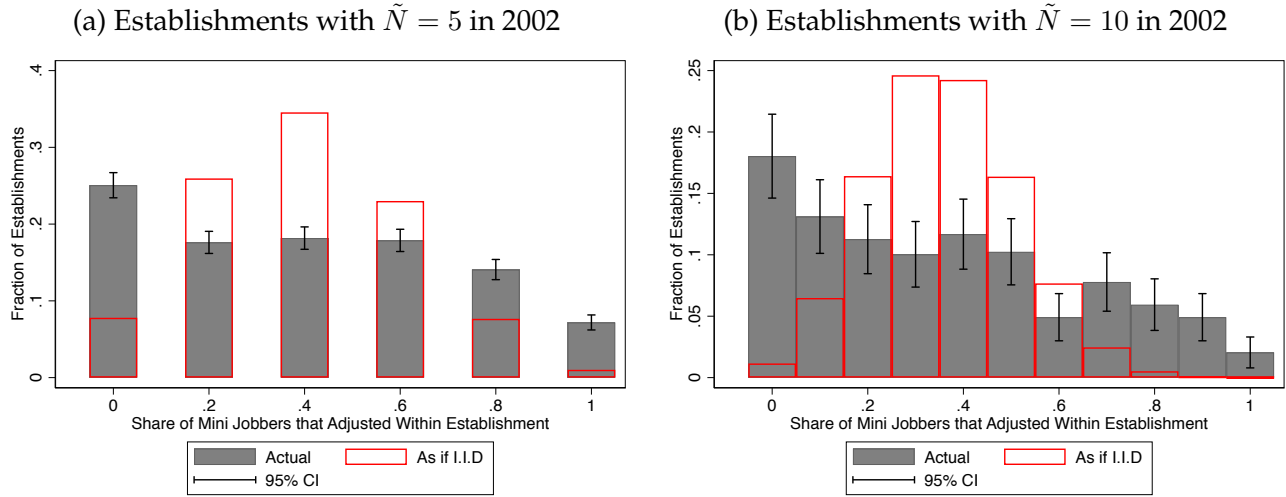 (a) Establishments with Ñ = 5 in 2002
Fraction of Establishments
.4
.3
.2
.1
0
0 .2 .4 .6 .8 1
Share of Mini Jobbers that Adjusted Within Establishment
Actual As if I.I.D
95% CI
(b) Establishments with Ñ = 10 in 2002
Fraction of Establishments
.25
.2
.15
.1
.05
0
0 .2 .4 .6 .8 1
Share of Mini Jobbers that Adjusted Within Establishment
Actual As if I.I.D
95% CI